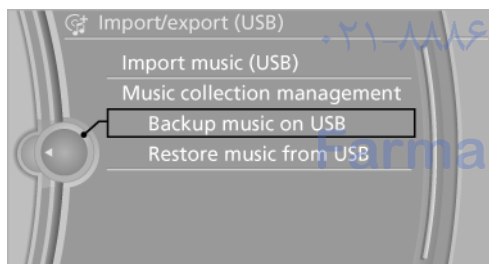 Import/export (USB)
۰۲۱-۸۸۸۶
Import music (USB)
Music collection management
Backup music on USB
Restore music from USB
Farma